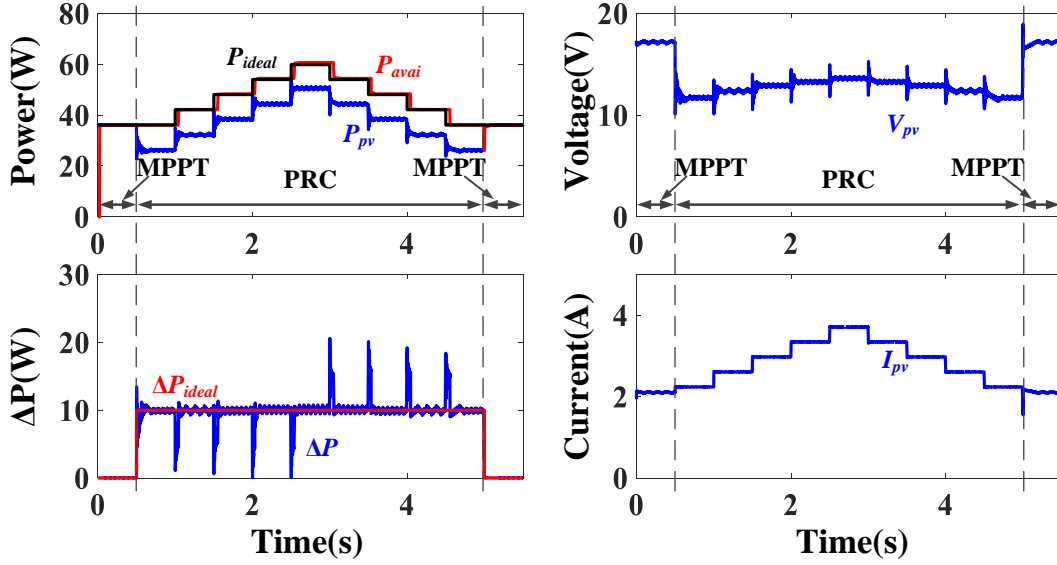 Power(W)
80
60
40
20
0
P_ideal
P_avai
P_pv
MPPT
PRC
MPPT
0
2
4
Voltage(V)
20
10
0
V_pv
MPPT
PRC
MPPT
0
2
4
ΔP(W)
30
20
10
0
ΔP_ideal
ΔP
0
2
4
Time(s)
Current(A)
4
2
0
I_pv
0
2
4
Time(s)